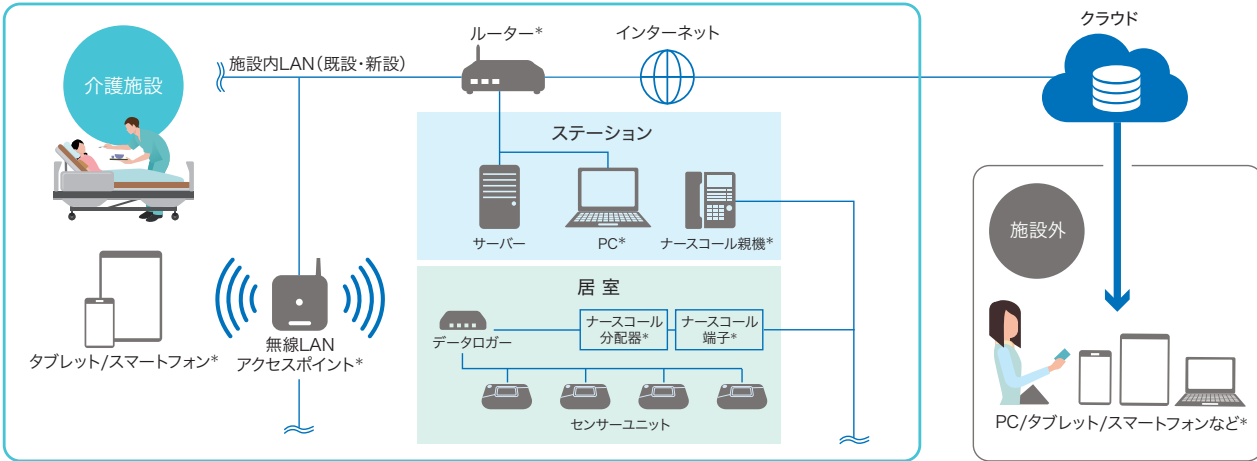 介護施設
施設内LAN（既設・新設）
ルーター*
インターネット
クラウド
ステーション
サーバー
PC*
ナースコール親機*
施設外
タブレット/スマートフォン*
無線LAN
アクセスポイント*
居 室
データロガー
ナースコール
分配器*
ナースコール
端子*
センサーユニット
PC/タブレット/スマートフォンなど*